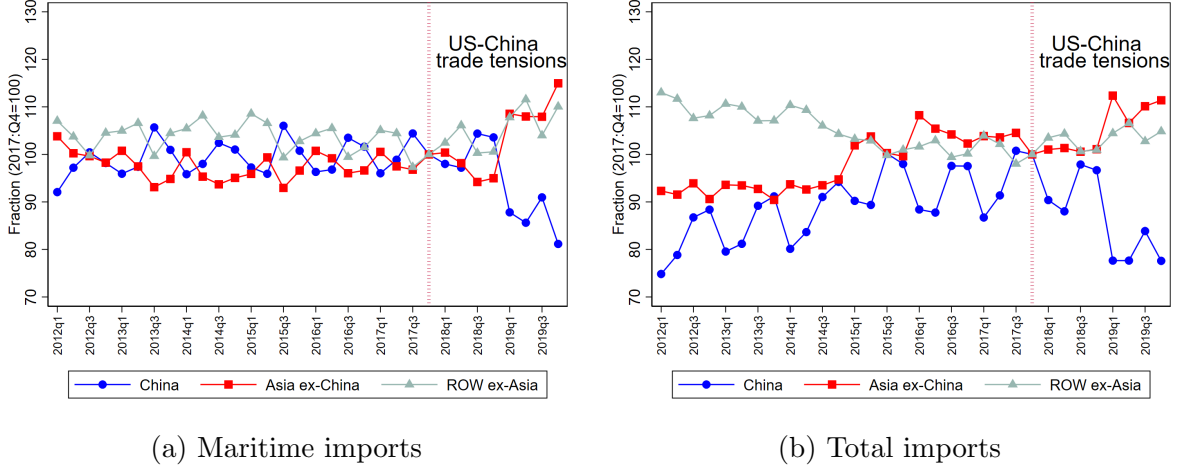 130
120
110
100
90
80
70
Fraction (2017:Q4=100)
US-China
trade tensions
2012q1
2012q3
2013q1
2013q3
2014q1
2014q3
2015q1
2015q3
2016q1
2016q3
2017q1
2017q3
2018q1
2018q3
2019q1
2019q3
China Asia ex-China ROW ex-Asia
(a) Maritime imports
130
120
110
100
90
80
70
Fraction (2017:Q4=100)
US-China
trade tensions
2012q1
2012q3
2013q1
2013q3
2014q1
2014q3
2015q1
2015q3
2016q1
2016q3
2017q1
2017q3
2018q1
2018q3
2019q1
2019q3
China Asia ex-China ROW ex-Asia
(b) Total imports